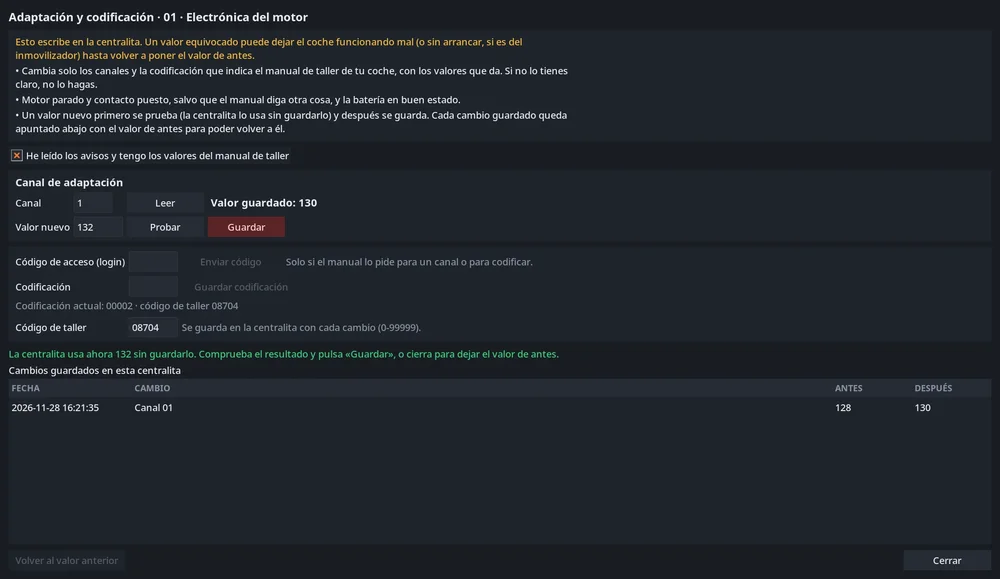 Adaptación y codificación · 01 · Electrónica del motor
Esto escribe en la centralita. Un valor equivocado puede dejar el coche funcionando mal (o sin arrancar, si es del
inmovilizador) hasta volver a poner el valor de antes.
• Cambia solo los canales y la codificación que indica el manual de taller de tu coche, con los valores que da. Si no lo tienes
claro, no lo hagas.
• Motor parado y contacto puesto, salvo que el manual diga otra cosa, y la batería en buen estado.
• Un valor nuevo primero se prueba (la centralita lo usa sin guardarlo) y después se guarda. Cada cambio guardado queda
apuntado abajo con el valor de antes para poder volver a él.
He leído los avisos y tengo los valores del manual de taller
Canal de adaptación
Canal 1 Leer Valor guardado: 130
Valor nuevo 132 Probar Guardar
Código de acceso (login) Enviar código Solo si el manual lo pide para un canal o para codificar.
Codificación Guardar codificación
Codificación actual: 00002 · código de taller 08704
Código de taller 08704 Se guarda en la centralita con cada cambio (0-99999).
La centralita usa ahora 132 sin guardarlo. Comprueba el resultado y pulsa «Guardar», o cierra para dejar el valor de antes.
Cambios guardados en esta centralita
FECHA CAMBIO ANTES DESPUÉS
2026-11-28 16:21:35 Canal 01 128 130
Volver al valor anterior Cerrar